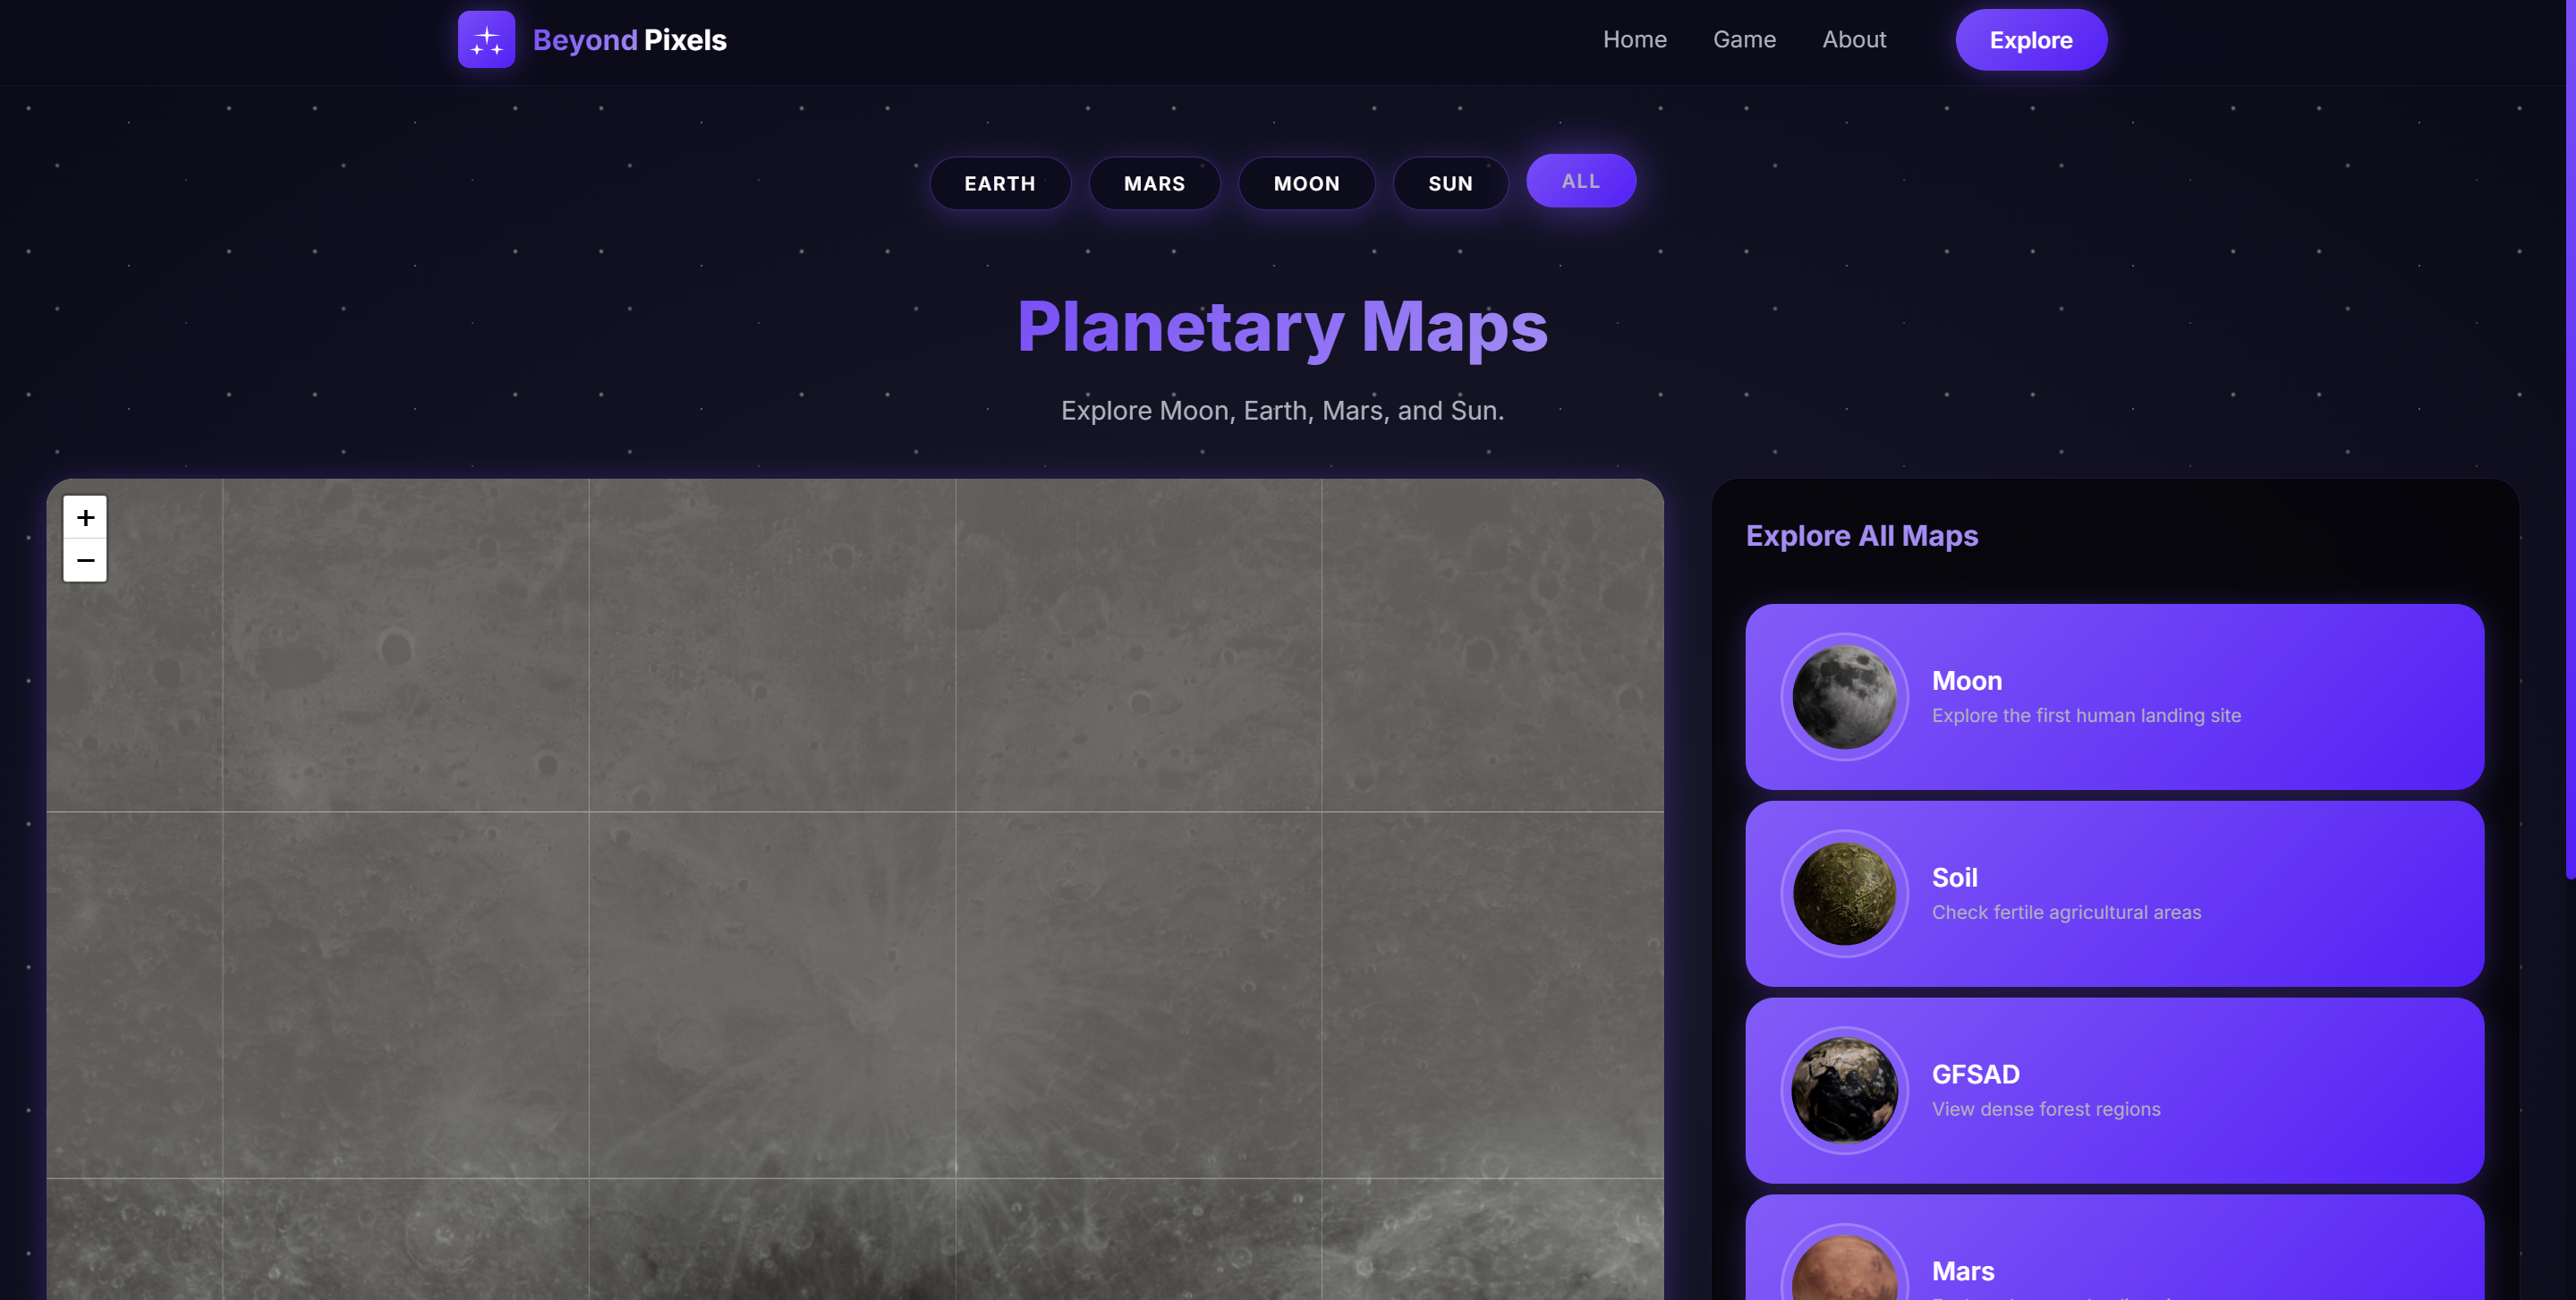 Beyond Pixels
Home
Game
About
Explore
EARTH
MARS
MOON
SUN
ALL
Planetary Maps
Explore Moon, Earth, Mars, and Sun.
+
−
Explore All Maps
Moon
Explore the first human landing site
Soil
Check fertile agricultural areas
GFSAD
View dense forest regions
Mars